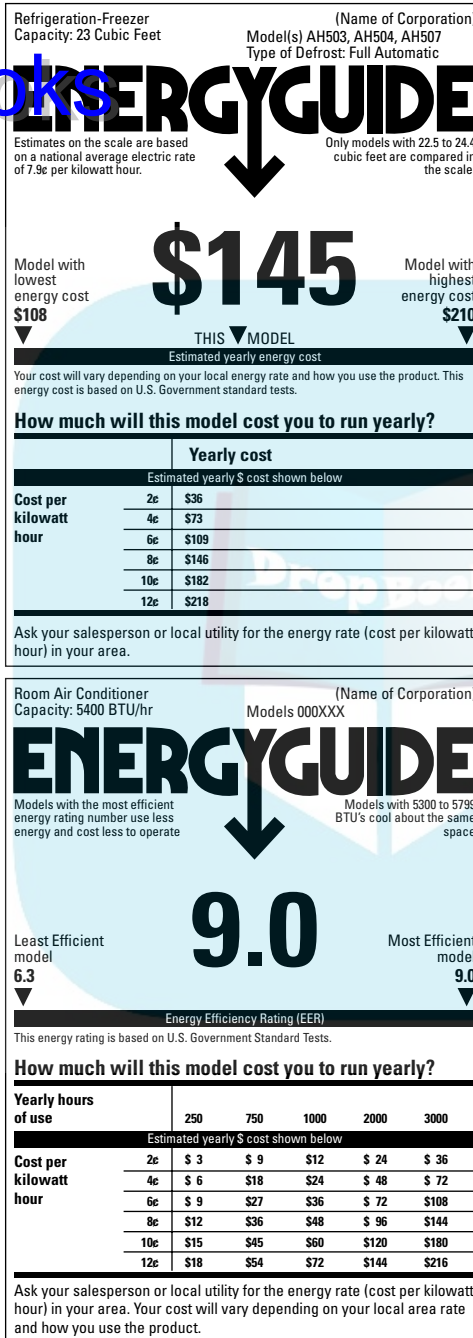 Refrigeration-Freezer
Capacity: 23 Cubic Feet
(Name of Corporation)
Model(s) AH503, AH504, AH507
Type of Defrost: Full Automatic
oks
ENERGYGUIDE
Estimates on the scale are based
on a national average electric rate
of 7.9¢ per kilowatt hour.
Only models with 22.5 to 24.4
cubic feet are compared in
the scale
$145
Model with
lowest
energy cost
$108
Model with
highest
energy cost
$210
THIS ▼ MODEL
Estimated yearly energy cost
Your cost will vary depending on your local energy rate and how you use the product. This
energy cost is based on U.S. Government standard tests.
How much will this model cost you to run yearly?
Yearly cost
Estimated yearly $ cost shown below
Cost per
kilowatt
hour
2¢ $36
4¢ $73
6¢ $109
8¢ $146
10¢ $182
12¢ $218
Drop Boo
Ask your salesperson or local utility for the energy rate (cost per kilowatt
hour) in your area.
Room Air Conditioner
Capacity: 5400 BTU/hr
(Name of Corporation)
Models 000XXX
ENERGYGUIDE
Models with the most efficient
energy rating number use less
energy and cost less to operate
Models with 5300 to 5799
BTU's cool about the same
space
9.0
Least Efficient
model
6.3
Most Efficient
model
9.0
Energy Efficiency Rating (EER)
This energy rating is based on U.S. Government Standard Tests.
How much will this model cost you to run yearly?
Yearly hours
of use 250 750 1000 2000 3000
Estimated yearly $ cost shown below
Cost per
kilowatt
hour
2¢ $ 3 $ 9 $12 $ 24 $ 36
4¢ $ 6 $18 $24 $ 48 $ 72
6¢ $ 9 $27 $36 $ 72 $108
8¢ $12 $36 $48 $ 96 $144
10¢ $15 $45 $60 $120 $180
12¢ $18 $54 $72 $144 $216
Ask your salesperson or local utility for the energy rate (cost per kilowatt
hour) in your area. Your cost will vary depending on your local area rate
and how you use the product.